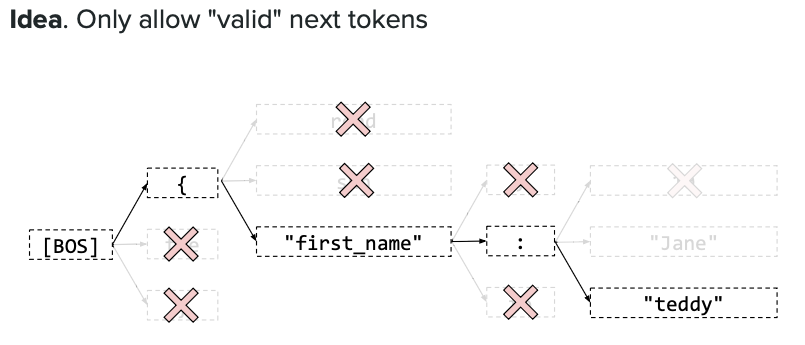 Idea. Only allow "valid" next tokens
{
[BOS]
"first_name"
:
"Jane"
"teddy"